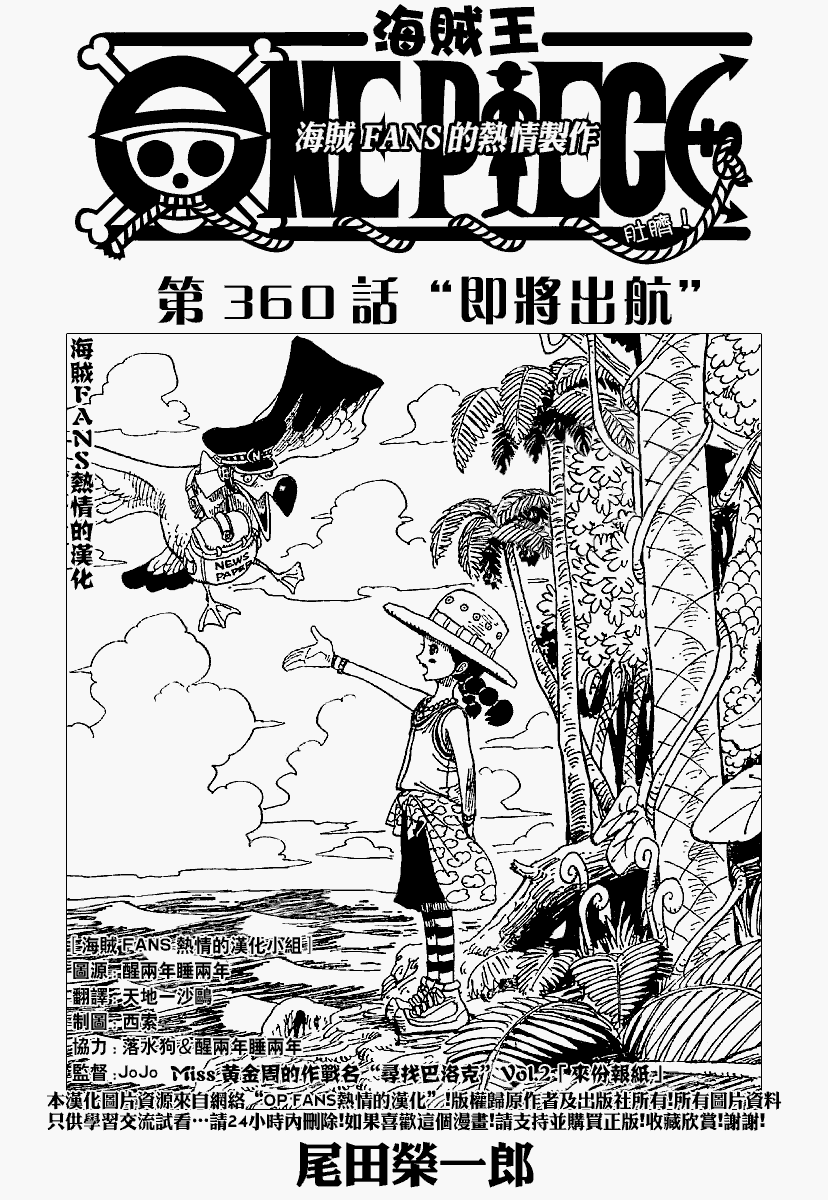 海賊王
ONE PIECE
海賊 FANS 的熱情製作
肚臍！
第360話 “即將出航”
海賊FANS熱情的漢化
N
NEWS
PAPER
「海賊 FANS 熱情的漢化小組」
圖源：醒兩年睡兩年
翻譯：天地一沙鷗
制圖：西索
協力：落水狗＆醒兩年睡兩年
監督：JoJo
Miss 黃金周的作戰名 “尋找巴洛克” Vol.2「來份報紙」
本漢化圖片資源來自網絡 “OP FANS熱情的漢化” !版權歸原作者及出版社所有!所有圖片資料
只供學習交流試看…請24小時內刪除!如果喜歡這個漫畫!請支持並購買正版!收藏欣賞!謝謝!
尾田榮一郎